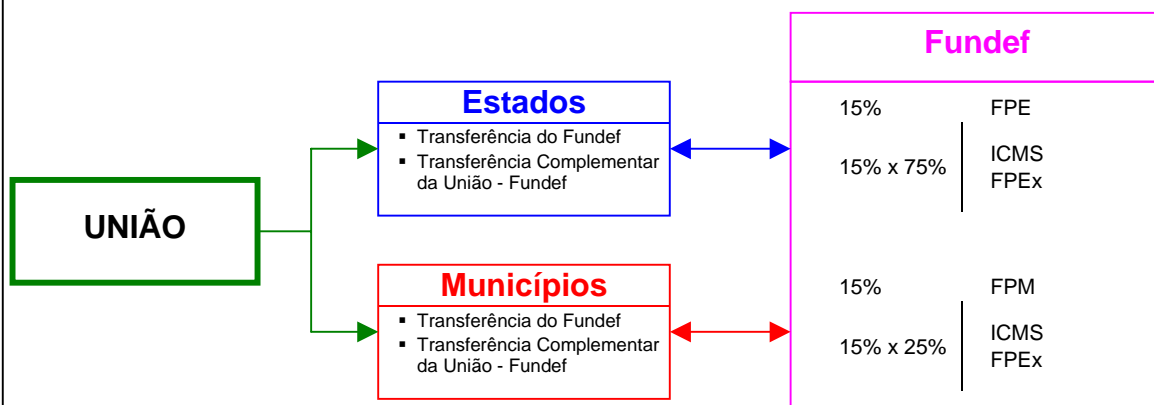 Fundef
Estados
▪ Transferência do Fundef
▪ Transferência Complementar
da União - Fundef
15% FPE
15% x 75% ICMS
FPEx
UNIÃO
Municípios
▪ Transferência do Fundef
▪ Transferência Complementar
da União - Fundef
15% FPM
15% x 25% ICMS
FPEx